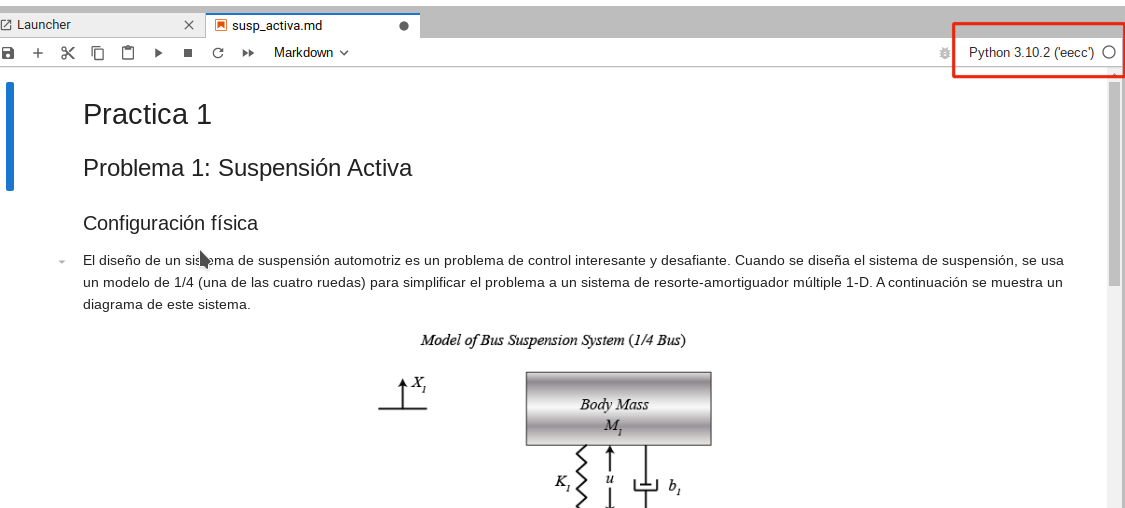 Launcher
susp_activa.md
Markdown
Python 3.10.2 ('eecc')
Practica 1
Problema 1: Suspensión Activa
Configuración física
El diseño de un sistema de suspensión automotriz es un problema de control interesante y desafiante. Cuando se diseña el sistema de suspensión, se usa
un modelo de 1/4 (una de las cuatro ruedas) para simplificar el problema a un sistema de resorte-amortiguador múltiple 1-D. A continuación se muestra un
diagrama de este sistema.
Model of Bus Suspension System (1/4 Bus)
X₁
Body Mass
M₁
K₁
u
b₁